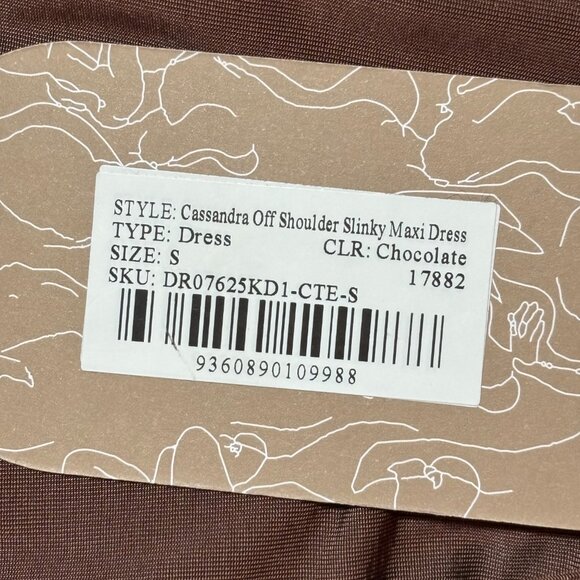 STYLE: Cassandra Off Shoulder Slinky Maxi Dress
TYPE: Dress CLR: Chocolate
SIZE: S 17882
SKU: DR07625KD1-CTE-S
9360890109988